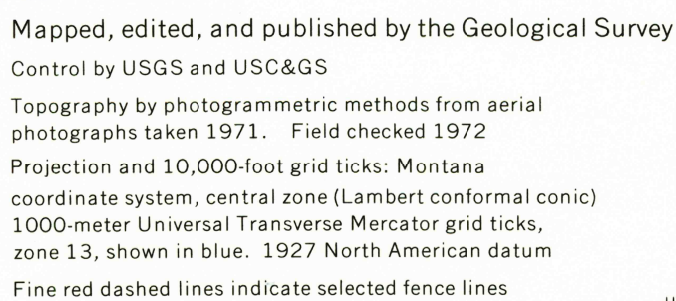 Mapped, edited, and published by the Geological Survey
Control by USGS and USC&GS
Topography by photogrammetric methods from aerial
photographs taken 1971. Field checked 1972
Projection and 10,000-foot grid ticks: Montana
coordinate system, central zone (Lambert conformal conic)
1000-meter Universal Transverse Mercator grid ticks,
zone 13, shown in blue. 1927 North American datum
Fine red dashed lines indicate selected fence lines